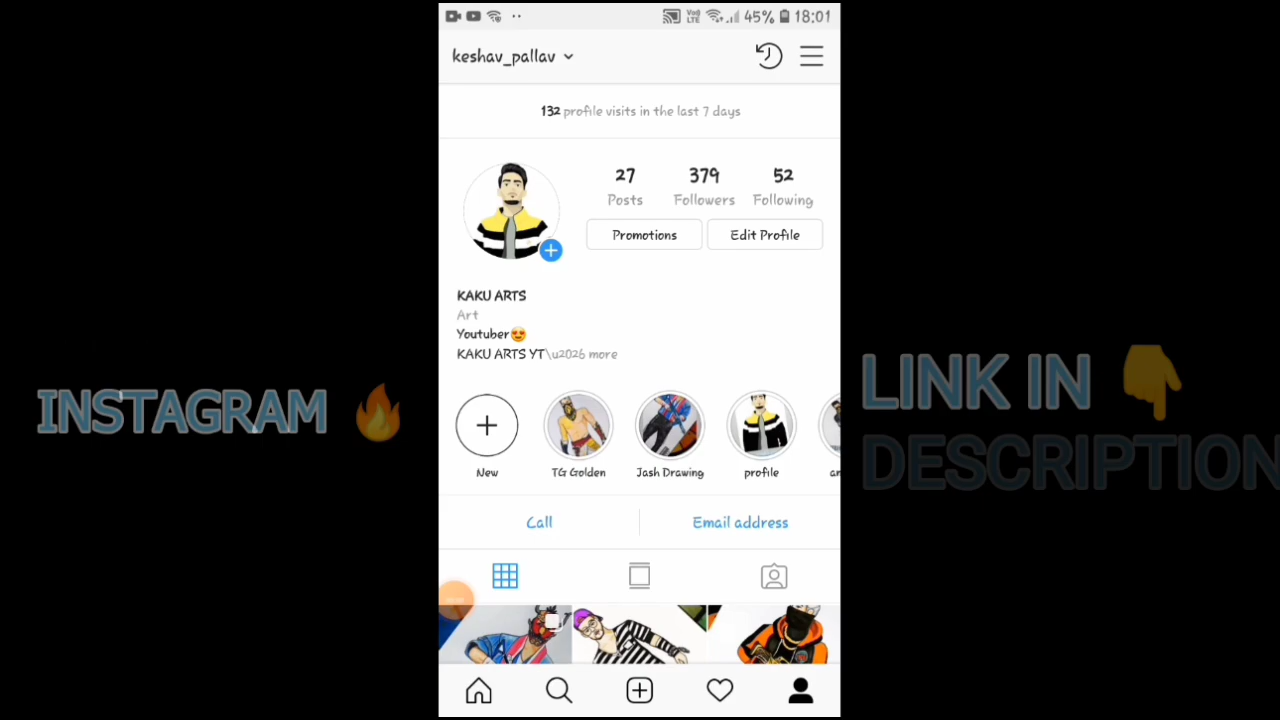 45% 18:01
keshav_pallav
132 profile visits in the last 7 days
27 379 52
Posts Followers Following
Promotions Edit Profile
KAKU ARTS
Art
Youtuber😍
KAKU ARTS YT\u2026 more
New TG Golden Jash Drawing profile
Call Email address
INSTAGRAM 🔥
LINK IN 👇
DESCRIPTION